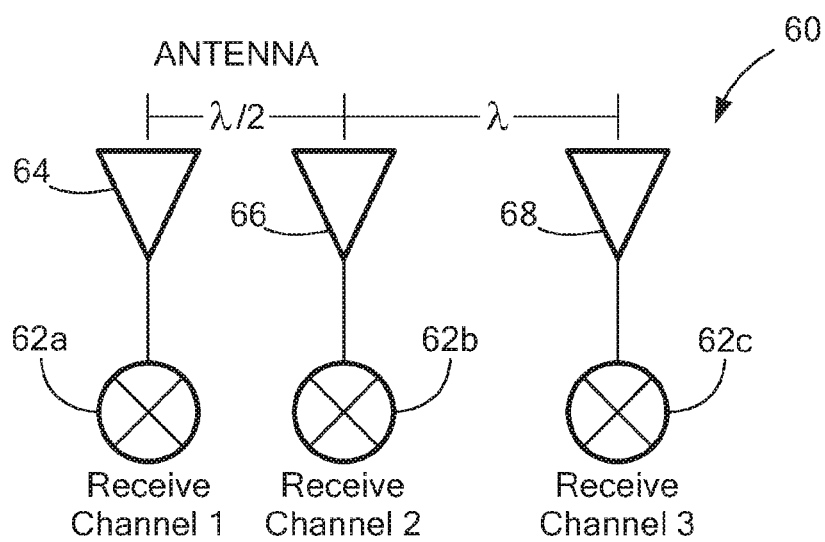 60
ANTENNA
λ/2 λ
64 66 68
62a 62b 62c
Receive Channel 1
Receive Channel 2
Receive Channel 3